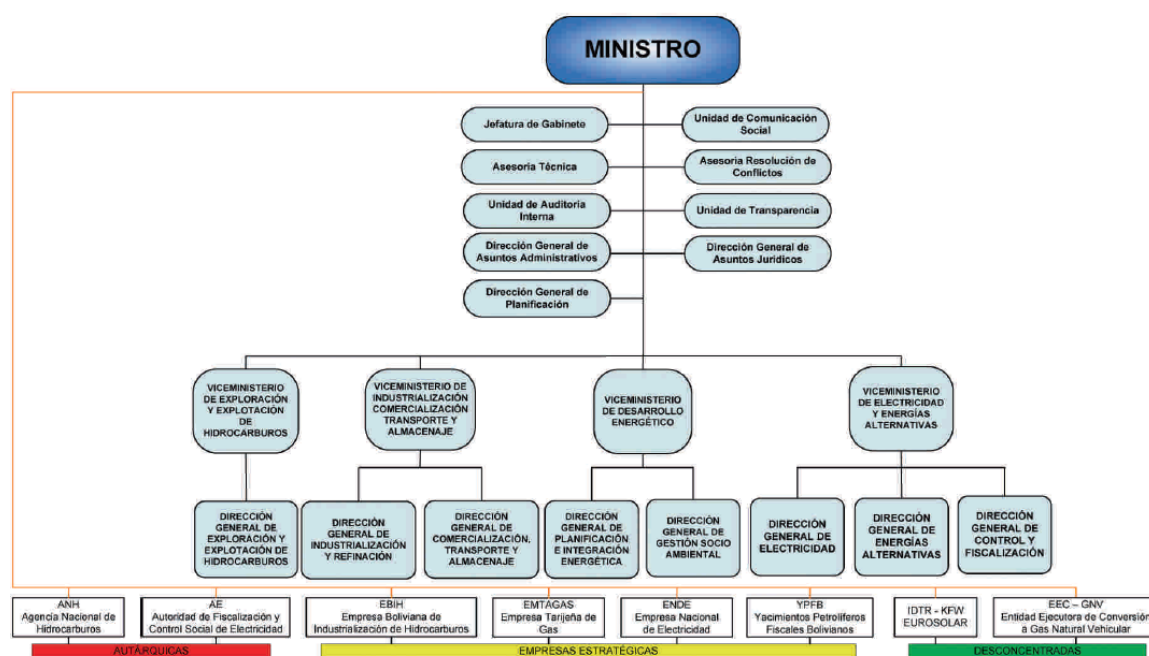 MINISTRO
Jefatura de Gabinete
Unidad de Comunicación
Social
Asesoría Técnica
Asesoria Resolución de
Conflictos
Unidad de Auditoria
Interna
Unidad de Transparencia
Dirección General de
Asuntos Administrativos
Dirección General de
Asuntos Jurídicos
Dirección General de
Planificación
VICEMINISTERIO
DE EXPLORACIÓN
Y EXPLOTACIÓN
DE
HIDROCARBUROS
VICEMINISTERIO DE
INDUSTRIALIZACIÓN
COMERCIALIZACIÓN
TRANSPORTE Y
ALMACENAJE
VICEMINISTERIO
DE DESARROLLO
ENERGÉTICO
VICEMINISTERIO
DE ELECTRICIDAD
Y ENERGÍAS
ALTERNATIVAS
DIRECCIÓN
GENERAL DE
EXPLORACIÓN Y
EXPLOTACIÓN DE
HIDROCARBUROS
DIRECCIÓN
GENERAL DE
INDUSTRIALIZACIÓN
Y REFINACIÓN
DIRECCIÓN
GENERAL DE
COMERCIALIZACIÓN,
TRANSPORTE Y
ALMACENAJE
DIRECCIÓN
GENERAL DE
PLANIFICACIÓN
E INTEGRACIÓN
ENERGÉTICA.
DIRECCIÓN
GENERAL DE
GESTIÓN SOCIO
AMBIENTAL
DIRECCIÓN
GENERAL DE
ELECTRICIDAD
DIRECCIÓN
GENERAL DE
ENERGÍAS
ALTERNATIVAS
DIRECCIÓN
GENERAL DE
CONTROL Y
FISCALIZACIÓN
ANH
Agencia Nacional de
Hidrocarburos
AE
Autoridad de Fiscalización y
Control Social de Electricidad
EBIH
Empresa Boliviana de
Industrialización de Hidrocarburos
EMTAGAS
Empresa Tarijeña de
Gas
ENDE
Empresa Nacional
de Electricidad
YPFB
Yacimientos Petrolíferos
Fiscales Bolivianos
IDTR - KFW
EUROSOLAR
EEC – GNV
Entidad Ejecutora de Conversión
a Gas Natural Vehicular
AUTÁRQUICAS
EMPRESAS ESTRATÉGICAS
DESCONCENTRADAS